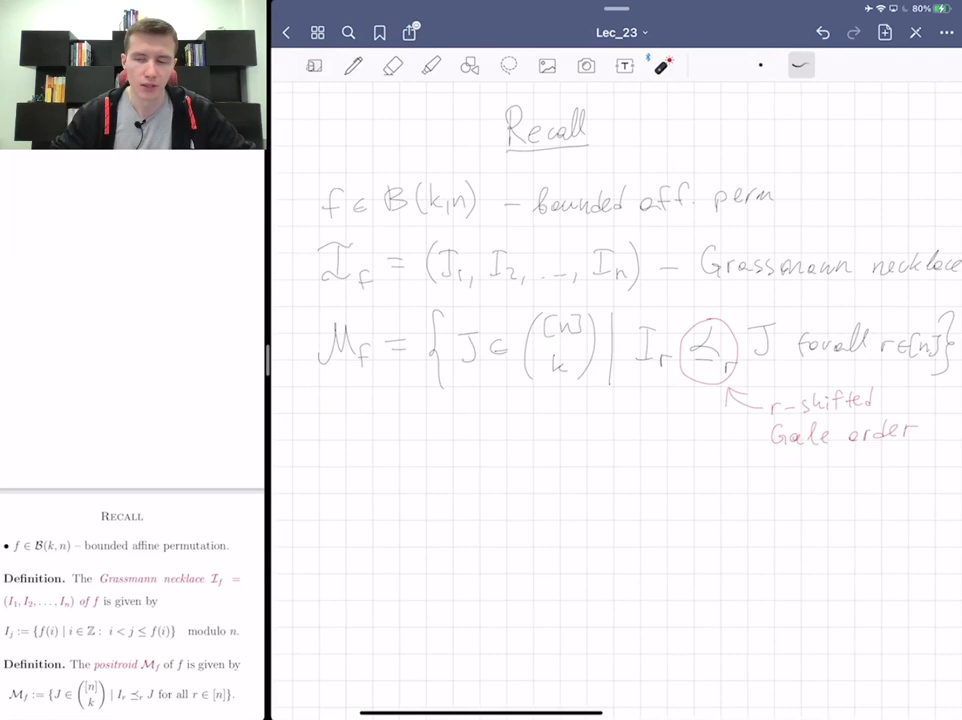 80%
Lec_23
Recall
f ∈ B(k,n) – bounded aff. perm
I_f = (I_1, I_2, ..., I_n) – Grassmann necklace
M_f = { J ∈ ([n] k) | I_r ≼_r J for all r∈[n]}
r-shifted
Gale order
RECALL
• f ∈ B(k, n) – bounded affine permutation.
Definition. The Grassmann necklace I_f =
(I_1, I_2, . . . , I_n) of f is given by
I_j := {f(i) | i ∈ ℤ : i < j ≤ f(i)} modulo n.
Definition. The positroid M_f of f is given by
M_f := {J ∈ ([n] k) | I_r ≼_r J for all r ∈ [n]}.